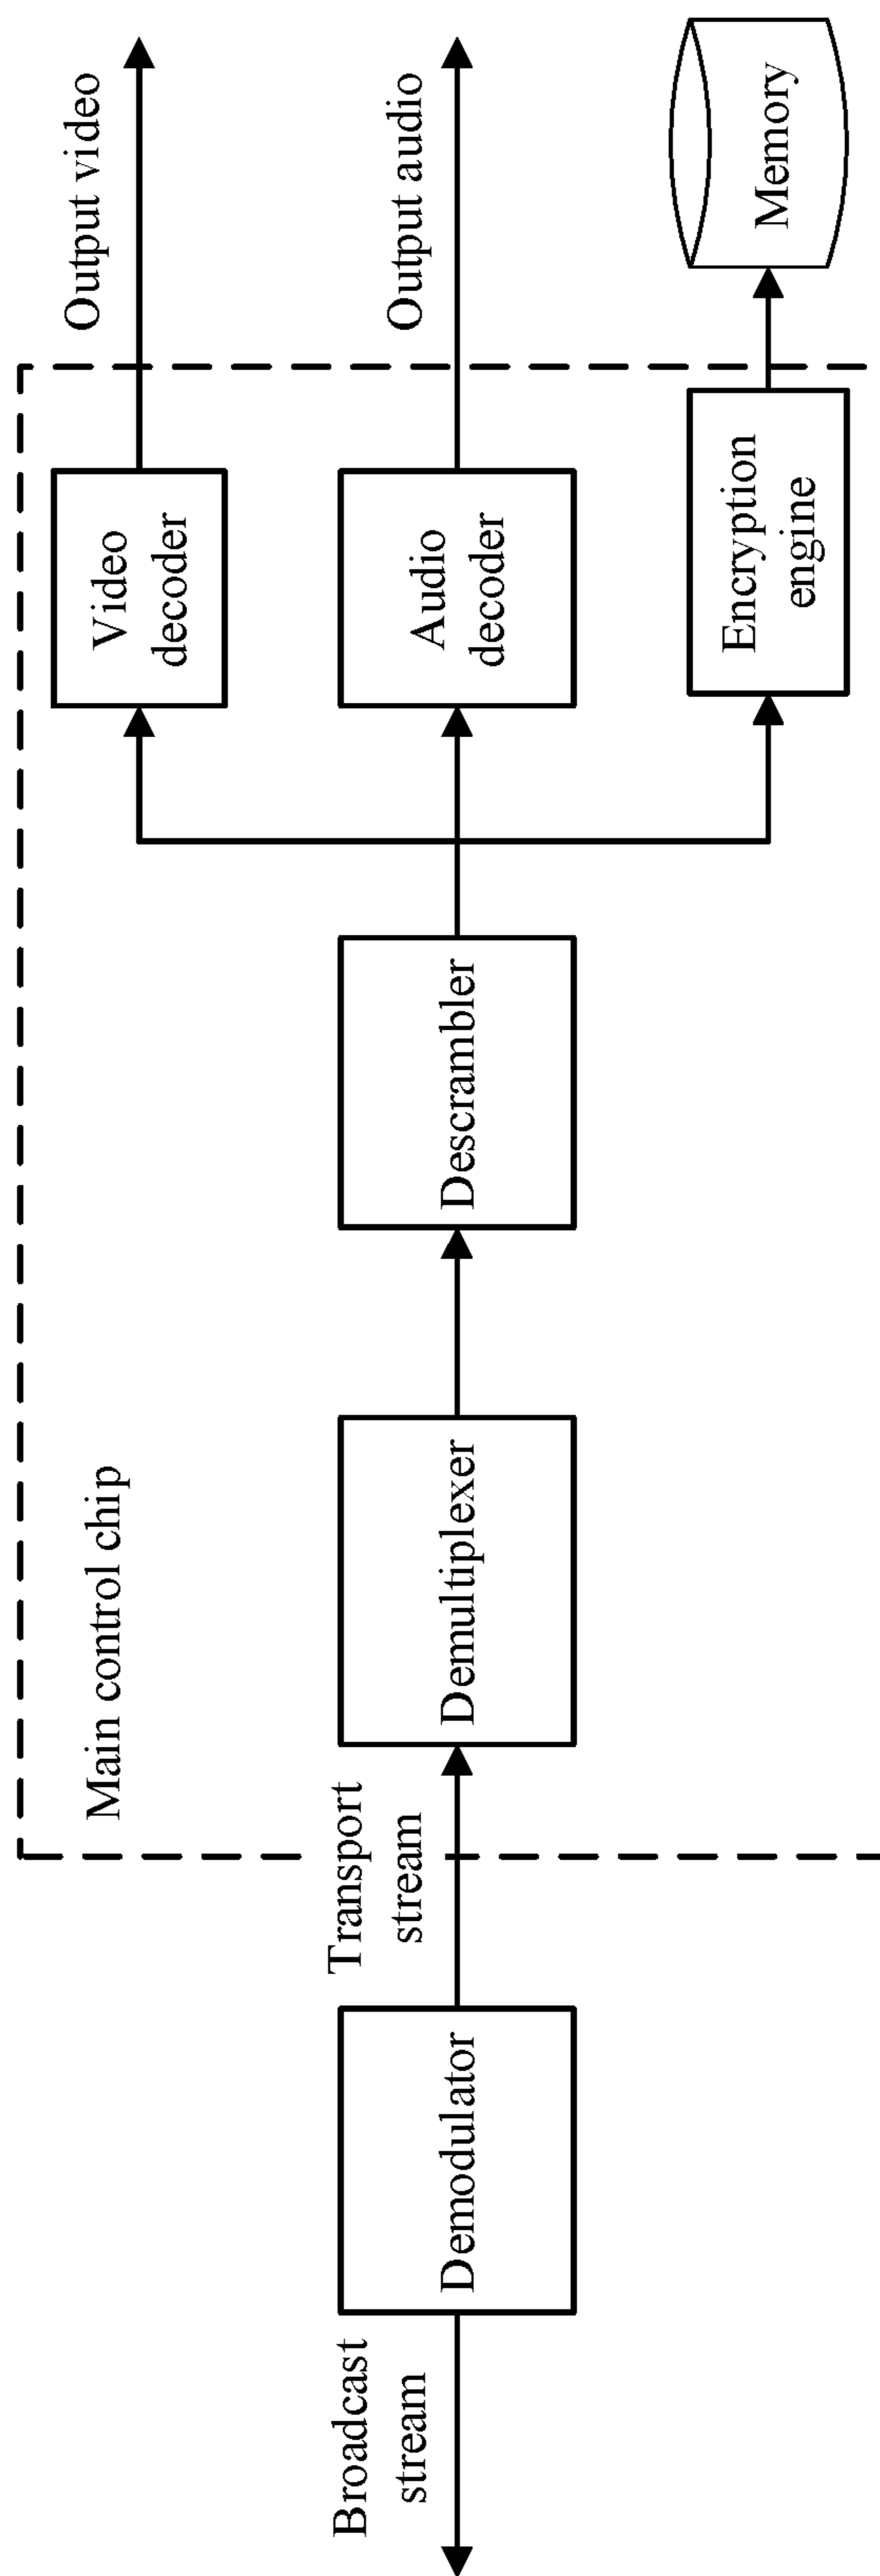 Broadcast
stream
Demodulator
Transport
stream
Main control chip
Demultiplexer
Descrambler
Video
decoder
Audio
decoder
Encryption
engine
Output video
Output audio
Memory